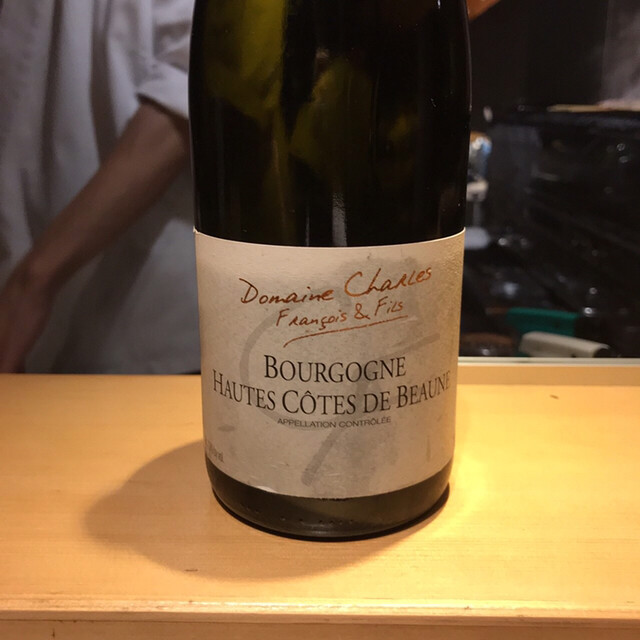 Domaine Charles
François & Fils
BOURGOGNE
HAUTES CÔTES DE BEAUNE
APPELLATION CONTRÔLÉE